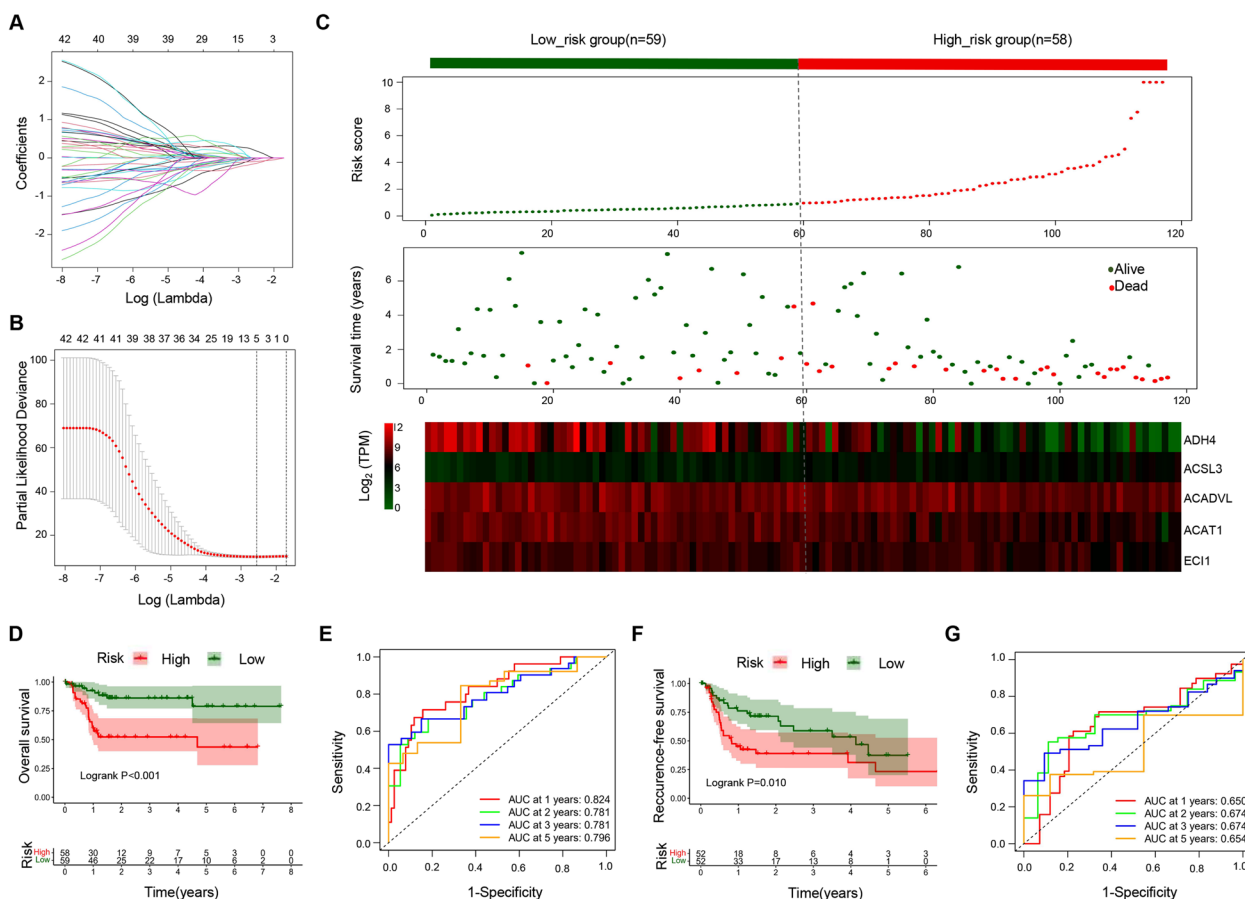 A
42 40 39 39 29 15 3
2
1
0
-1
-2
Coefficients
-8 -7 -6 -5 -4 -3 -2
Log (Lambda)
B
42 42 41 41 39 38 37 36 34 25 19 13 5 3 1 0
100
80
60
40
20
Partial Likelihood Deviance
-8 -7 -6 -5 -4 -3 -2
Log (Lambda)
C
Low_risk group(n=59) High_risk group(n=58)
10
8
6
4
2
0
Risk score
0 20 40 60 80 100 120
6
4
2
0
Survival time (years)
Alive
Dead
0 20 40 60 80 100 120
Log2 (TPM)
12
9
6
3
0
ADH4
ACSL3
ACADVL
ACAT1
ECI1
D
Risk High Low
1.00
0.75
0.50
0.25
0.00
Overall survival
Logrank P<0.001
0 1 2 3 4 5 6 7 8
Risk
High 58 30 12 9 7 5 3 0 0
Low 59 46 25 22 17 10 6 2 0
0 1 2 3 4 5 6 7 8
Time(years)
E
1.0
0.8
0.6
0.4
0.2
0.0
Sensitivity
AUC at 1 years: 0.824
AUC at 2 years: 0.781
AUC at 3 years: 0.781
AUC at 5 years: 0.796
0.0 0.2 0.4 0.6 0.8 1.0
1-Specificity
F
Risk High Low
1.00
0.75
0.50
0.25
0.00
Reccurence-free survival
Logrank P=0.010
0 1 2 3 4 5 6
Risk
High 52 18 8 6 4 3 3
Low 52 33 17 13 8 1 0
0 1 2 3 4 5 6
Time(years)
G
1.0
0.8
0.6
0.4
0.2
0.0
Sensitivity
AUC at 1 years: 0.650
AUC at 2 years: 0.674
AUC at 3 years: 0.674
AUC at 5 years: 0.654
0.0 0.2 0.4 0.6 0.8 1.0
1-Specificity